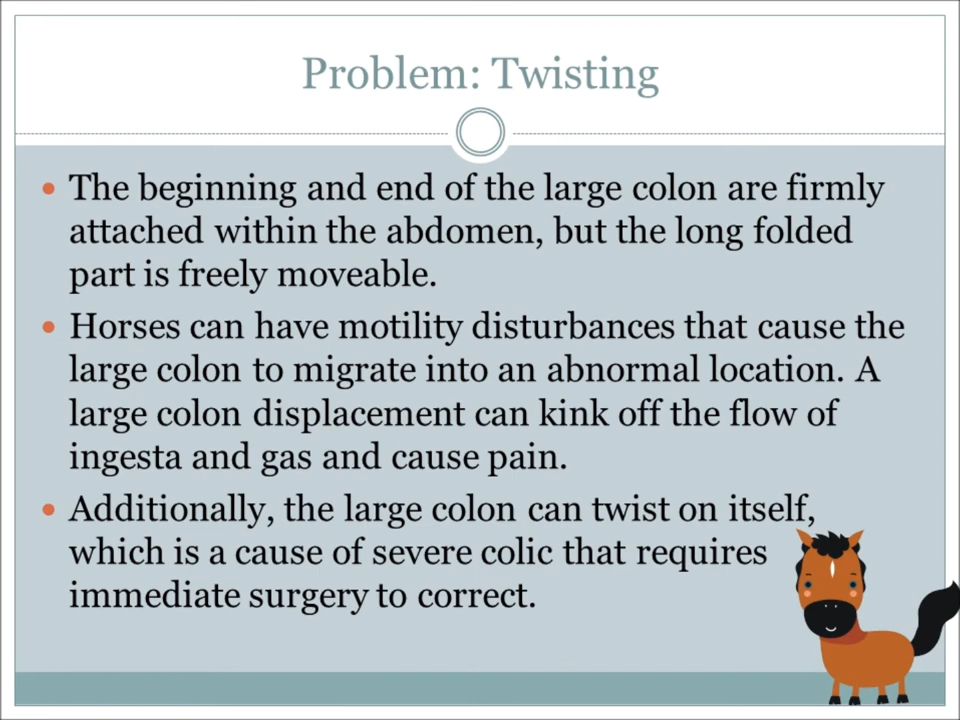 Problem: Twisting
• The beginning and end of the large colon are firmly
attached within the abdomen, but the long folded
part is freely moveable.
• Horses can have motility disturbances that cause the
large colon to migrate into an abnormal location. A
large colon displacement can kink off the flow of
ingesta and gas and cause pain.
• Additionally, the large colon can twist on itself,
which is a cause of severe colic that requires
immediate surgery to correct.